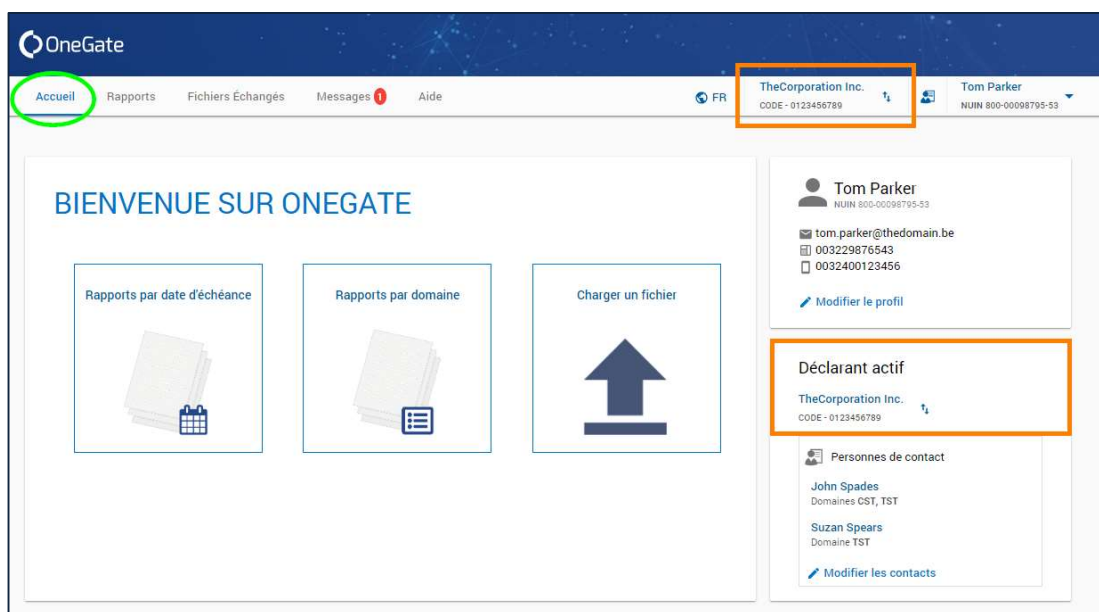 OneGate
Accueil Rapports Fichiers Échangés Messages 1 Aide FR TheCorporation Inc. Tom Parker
CODE - 0123456789 NUIN 800-00098795-53
BIENVENUE SUR ONEGATE
Rapports par date d'échéance Rapports par domaine Charger un fichier
Tom Parker
NUIN 800-00098795-53
tom.parker@thedomain.be
003229876543
0032400123456
Modifier le profil
Déclarant actif
TheCorporation Inc.
CODE - 0123456789
Personnes de contact
John Spades
Domaines CST, TST
Suzan Spears
Domaine TST
Modifier les contacts